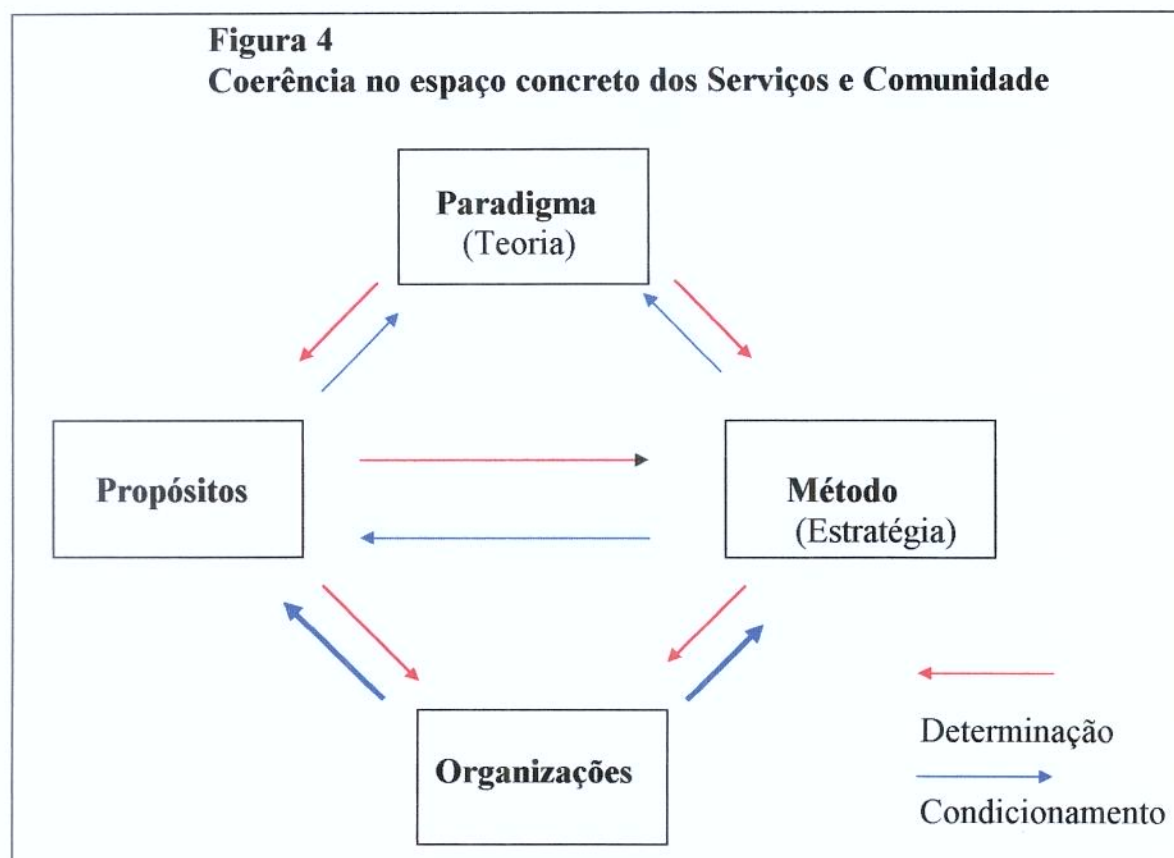 Figura 4
Coerência no espaço concreto dos Serviços e Comunidade
Paradigma
(Teoria)
Propósitos
Método
(Estratégia)
Organizações
Determinação
Condicionamento